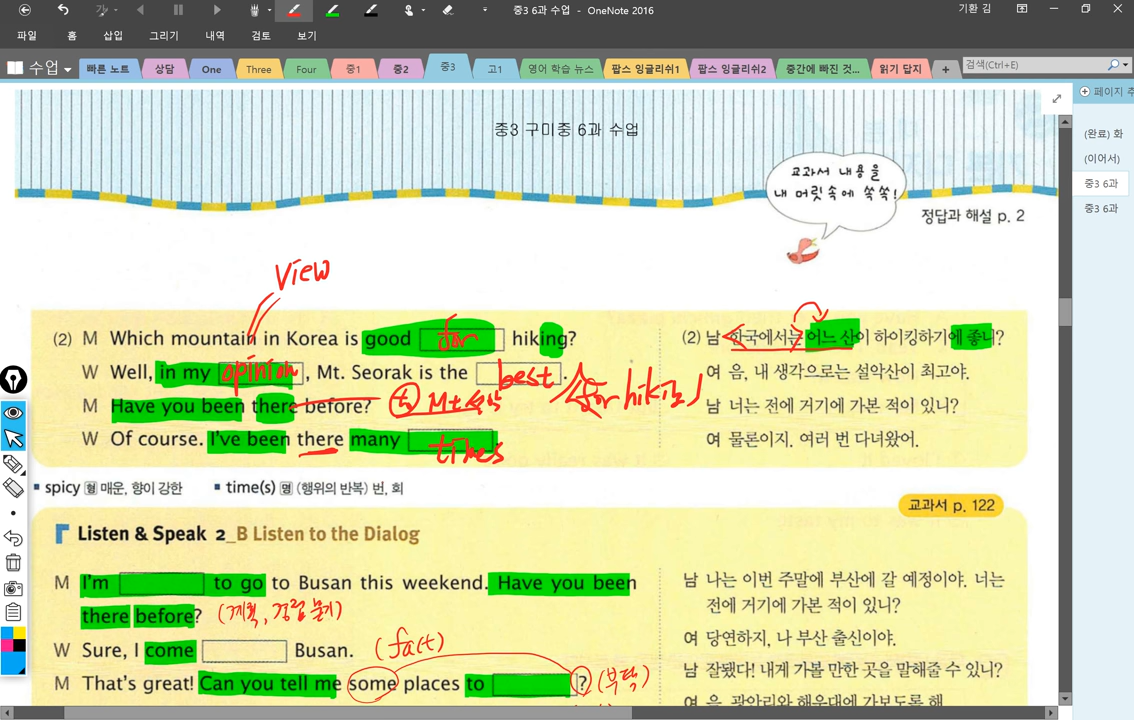 중3 6과 수업 - OneNote 2016
기환 김
파일 홈 삽입 그리기 내역 검토 보기
수업 빠른 노트 상담 One Three Four 중1 중2 중3 고1 영어 학습 뉴스 팝스 잉글리쉬1 팝스 잉글리쉬2 중간에 빠진 것... 읽기 답지 + 검색(Ctrl+E)
페이지 추
(완료) 화
(이어서)
중3 6과
중3 6과
중3 구미중 6과 수업
교과서 내용을
내 머릿속에 쏙쏙!
정답과 해설 p. 2
View
(2) M Which mountain in Korea is good for hiking?
W Well, in my opinion, Mt. Seorak is the best.
for hiking
M Have you been there before?
to Mt
W Of course. I've been there many times
(2) 남 한국에서는 어느 산이 하이킹하기에 좋니?
여 음, 내 생각으로는 설악산이 최고야.
남 너는 전에 거기에 가본 적이 있니?
여 물론이지. 여러 번 다녀왔어.
spicy 형 매운, 향이 강한 time(s) 명 (행위의 반복) 번, 회
교과서 p. 122
Listen & Speak 2_B Listen to the Dialog
M I'm to go to Busan this weekend. Have you been
there before? (계획, 경험 묻기)
W Sure, I come Busan. (fact)
M That's great! Can you tell me some places to ? (부탁)
남 나는 이번 주말에 부산에 갈 예정이야. 너는
전에 거기에 가본 적이 있니?
여 당연하지, 나 부산 출신이야.
남 잘됐다! 내게 가볼 만한 곳을 말해줄 수 있니?
여 음, 광안리와 해운대에 가보도록 해.